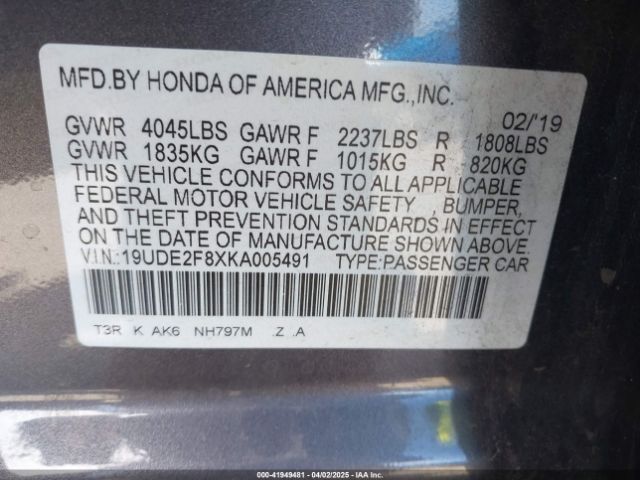 MFD.BY HONDA OF AMERICA MFG.,INC.
02/'19
GVWR 4045LBS GAWR F 2237LBS R 1808LBS
GVWR 1835KG GAWR F 1015KG R 820KG
THIS VEHICLE CONFORMS TO ALL APPLICABLE
FEDERAL MOTOR VEHICLE SAFETY , BUMPER,
AND THEFT PREVENTION STANDARDS IN EFFECT
ON THE DATE OF MANUFACTURE SHOWN ABOVE.
V.I.N.:19UDE2F8XKA005491 TYPE:PASSENGER CAR
T3R K AK6 NH797M .Z .A
000-41949481 - 04/02/2025 - IAAI.COM